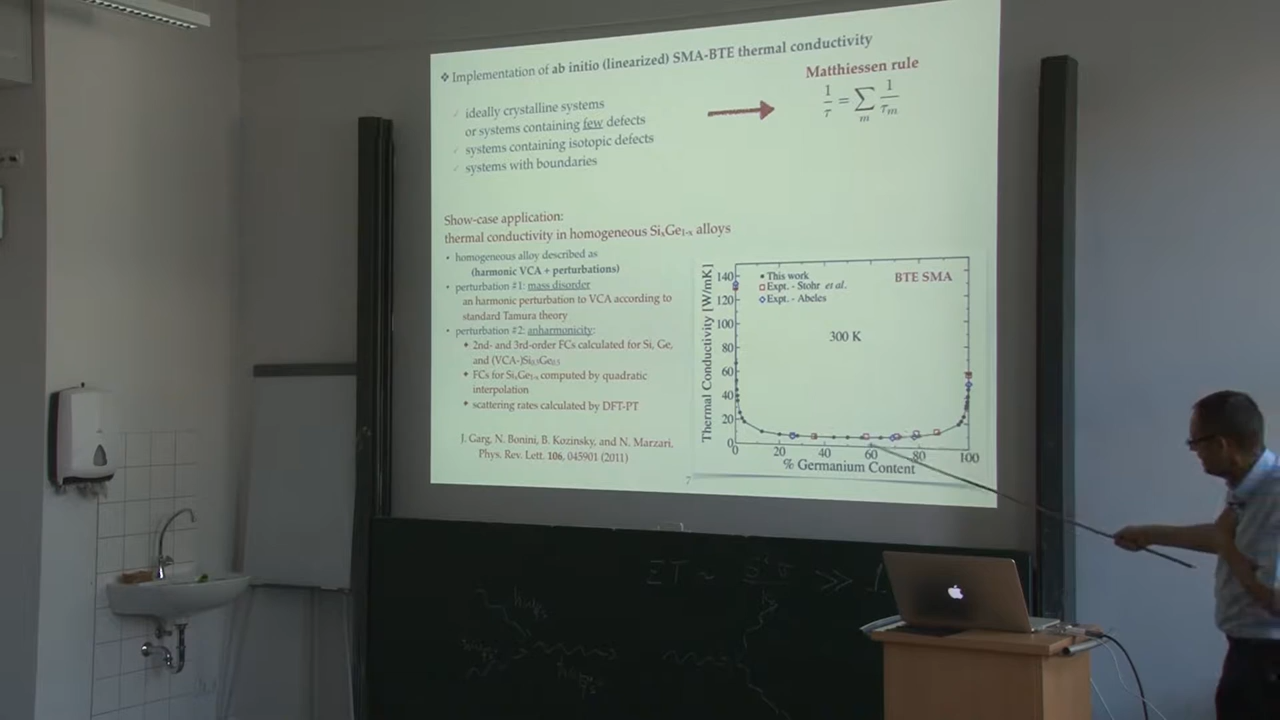 ❖ Implementation of ab initio (linearized) SMA-BTE thermal conductivity
✓ ideally crystalline systems
or systems containing few defects
✓ systems containing isotopic defects
✓ systems with boundaries
Matthiessen rule
1/τ = ∑m 1/τm
Show-case application:
thermal conductivity in homogeneous SixGe1-x alloys
• homogeneous alloy described as
(harmonic VCA + perturbations)
• perturbation #1: mass disorder
an harmonic perturbation to VCA according to
standard Tamura theory
• perturbation #2: anharmonicity:
2nd- and 3rd-order FCs calculated for Si, Ge,
and (VCA-)Si0.5Ge0.5
FCs for SixGe1-x computed by quadratic
interpolation
scattering rates calculated by DFT-PT
J. Garg, N. Bonini, B. Kozinsky, and N. Marzari,
Phys. Rev. Lett. 106, 045901 (2011)
7
Thermal Conductivity [W/mK]
140
120
100
80
60
40
20
0
• This work
Expt. - Stohr et al.
Expt. - Abeles
BTE SMA
300 K
0 20 40 60 80 100
% Germanium Content
ZT ~ ≫ 1